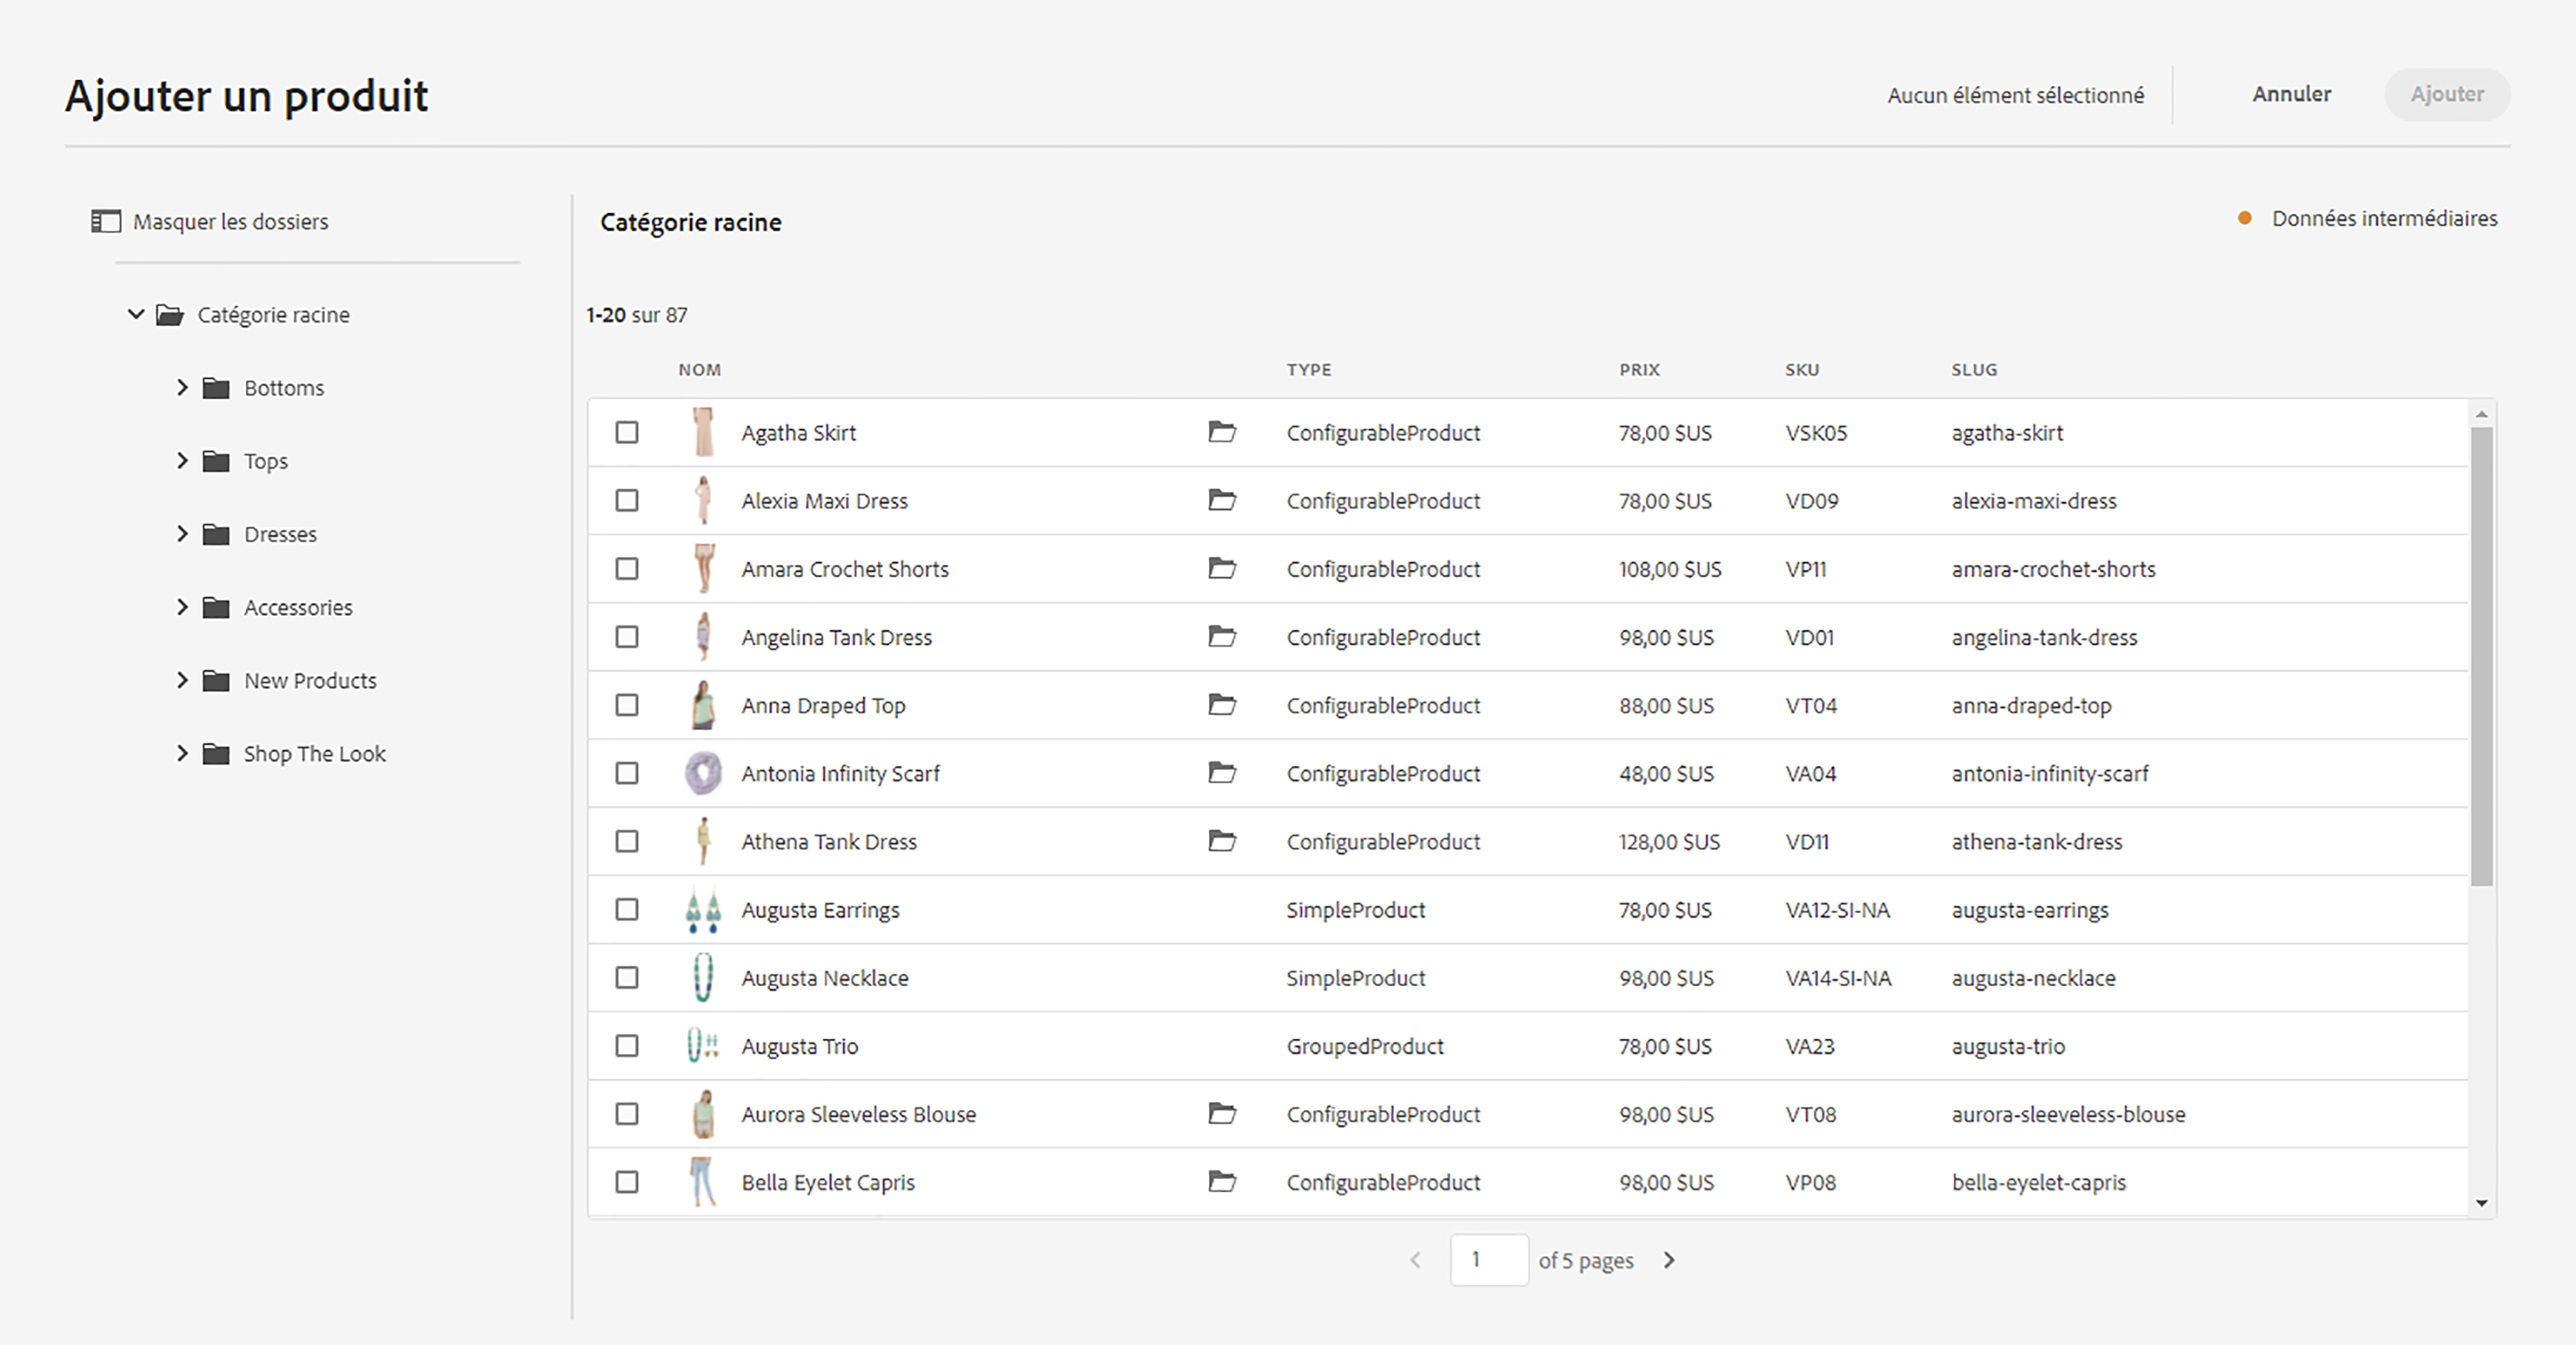 Ajouter un produit
Aucun élément sélectionné
Annuler
Ajouter
Masquer les dossiers
Catégorie racine
Bottoms
Tops
Dresses
Accessories
New Products
Shop The Look
Catégorie racine
Données intermédiaires
1-20 sur 87
NOM TYPE PRIX SKU SLUG
Agatha Skirt ConfigurableProduct 78,00 $US VSK05 agatha-skirt
Alexia Maxi Dress ConfigurableProduct 78,00 $US VD09 alexia-maxi-dress
Amara Crochet Shorts ConfigurableProduct 108,00 $US VP11 amara-crochet-shorts
Angelina Tank Dress ConfigurableProduct 98,00 $US VD01 angelina-tank-dress
Anna Draped Top ConfigurableProduct 88,00 $US VT04 anna-draped-top
Antonia Infinity Scarf ConfigurableProduct 48,00 $US VA04 antonia-infinity-scarf
Athena Tank Dress ConfigurableProduct 128,00 $US VD11 athena-tank-dress
Augusta Earrings SimpleProduct 78,00 $US VA12-SI-NA augusta-earrings
Augusta Necklace SimpleProduct 98,00 $US VA14-SI-NA augusta-necklace
Augusta Trio GroupedProduct 78,00 $US VA23 augusta-trio
Aurora Sleeveless Blouse ConfigurableProduct 98,00 $US VT08 aurora-sleeveless-blouse
Bella Eyelet Capris ConfigurableProduct 98,00 $US VP08 bella-eyelet-capris
1 of 5 pages